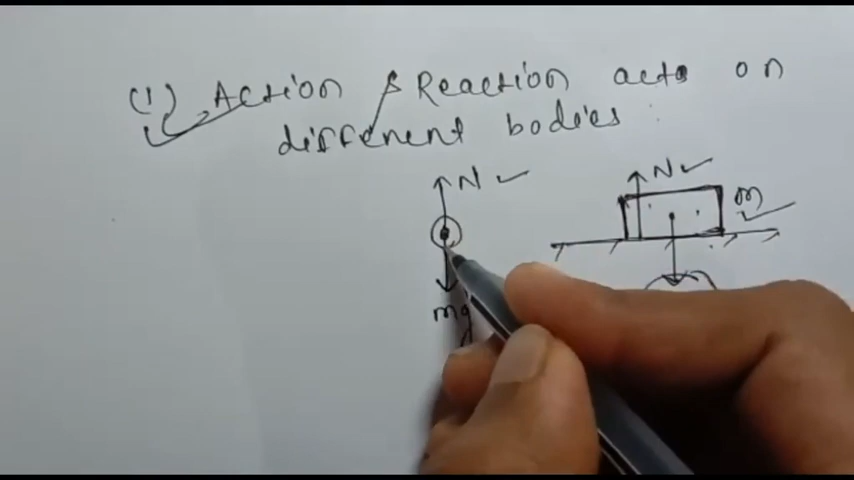 (1) Action & Reaction acts on
different bodies :
N
N
m
mg